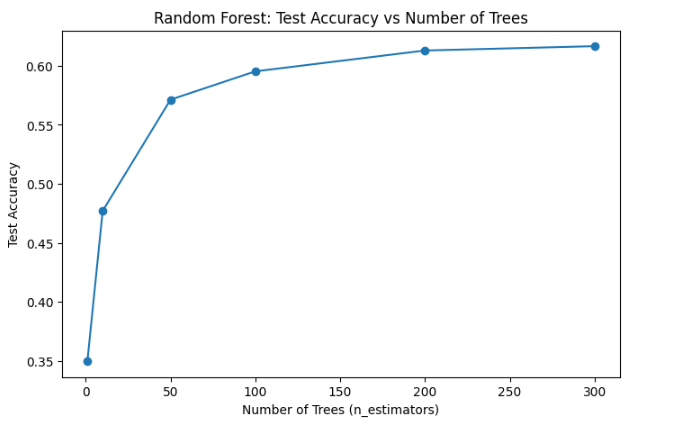 Random Forest: Test Accuracy vs Number of Trees
0.60
0.55
0.50
0.45
0.40
0.35
Test Accuracy
0 50 100 150 200 250 300
Number of Trees (n_estimators)